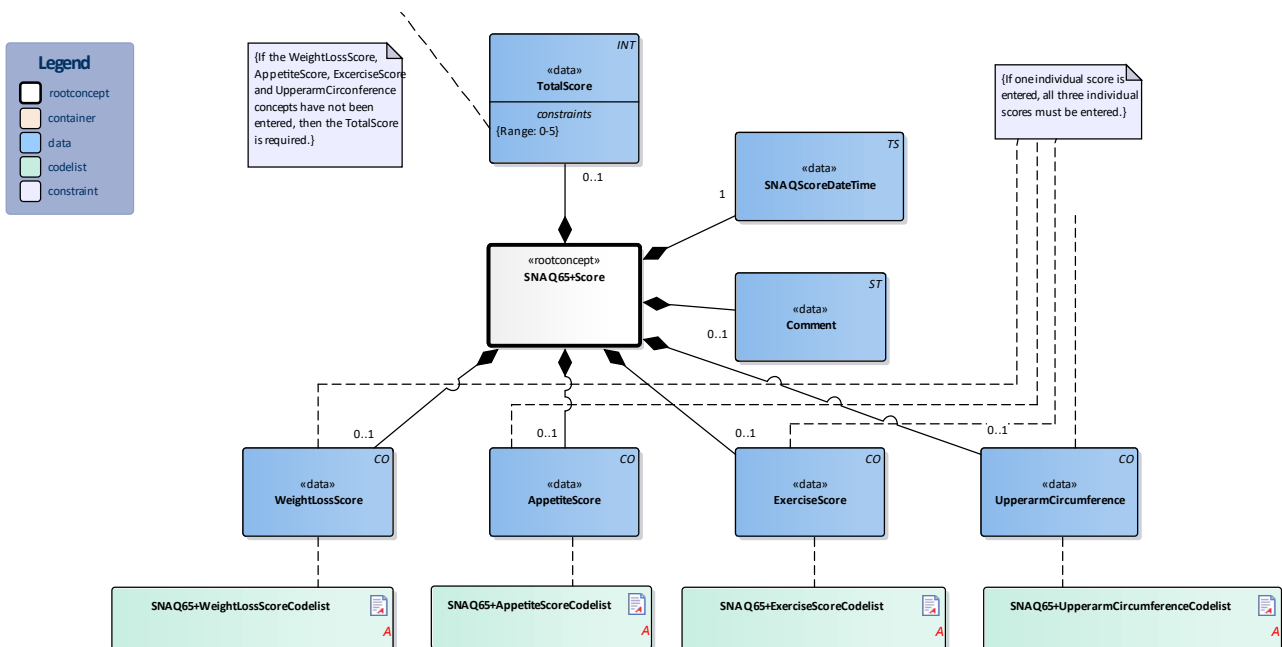 Legend
rootconcept
container
data
codelist
constraint
{If the WeightLossScore,
AppetiteScore, ExcerciseScore
and UpperarmCirconference
concepts have not been
entered, then the TotalScore
is required.}
INT
«data»
TotalScore
constraints
{Range: 0-5}
0..1
{If one individual score is
entered, all three individual
scores must be entered.}
TS
«data»
SNAQScoreDateTime
1
«rootconcept»
SNAQ65+Score
ST
«data»
Comment
0..1
0..1
0..1
0..1
0..1
CO
«data»
WeightLossScore
CO
«data»
AppetiteScore
CO
«data»
ExerciseScore
CO
«data»
UpperarmCircumference
SNAQ65+WeightLossScoreCodelist
A
SNAQ65+AppetiteScoreCodelist
A
SNAQ65+ExerciseScoreCodelist
A
SNAQ65+UpperarmCircumferenceCodelist
A